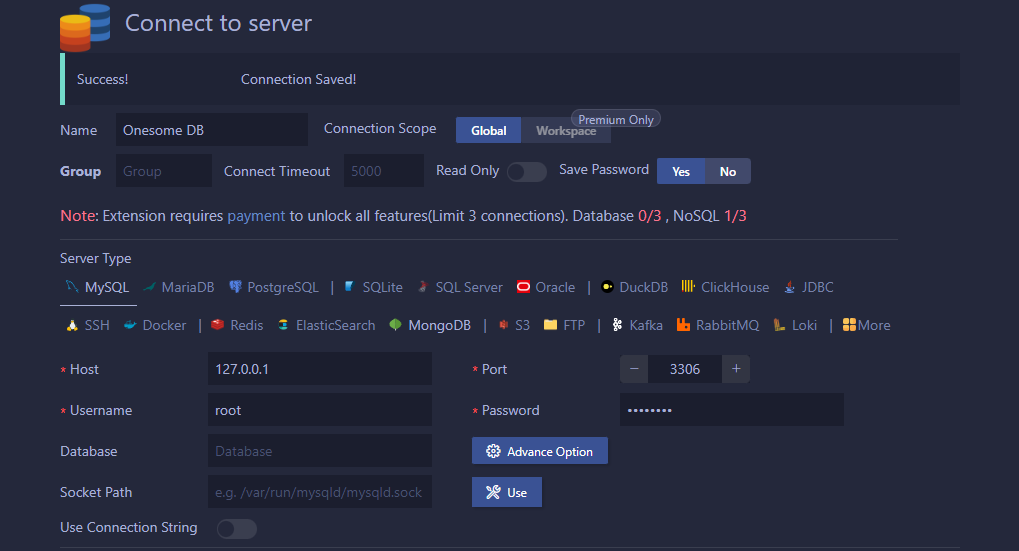 Connect to server
Success! Connection Saved!
Premium Only
Name Onesome DB Connection Scope Global Workspace
Group Group Connect Timeout 5000 Read Only Save Password Yes No
Note: Extension requires payment to unlock all features(Limit 3 connections). Database 0/3 , NoSQL 1/3
Server Type
MySQL MariaDB PostgreSQL | SQLite SQL Server Oracle | DuckDB ClickHouse JDBC
SSH Docker | Redis ElasticSearch MongoDB | S3 FTP | Kafka RabbitMQ Loki | More
* Host 127.0.0.1 * Port − 3306 +
* Username root * Password ••••••••
Database Database Advance Option
Socket Path e.g. /var/run/mysqld/mysqld.sock Use
Use Connection String